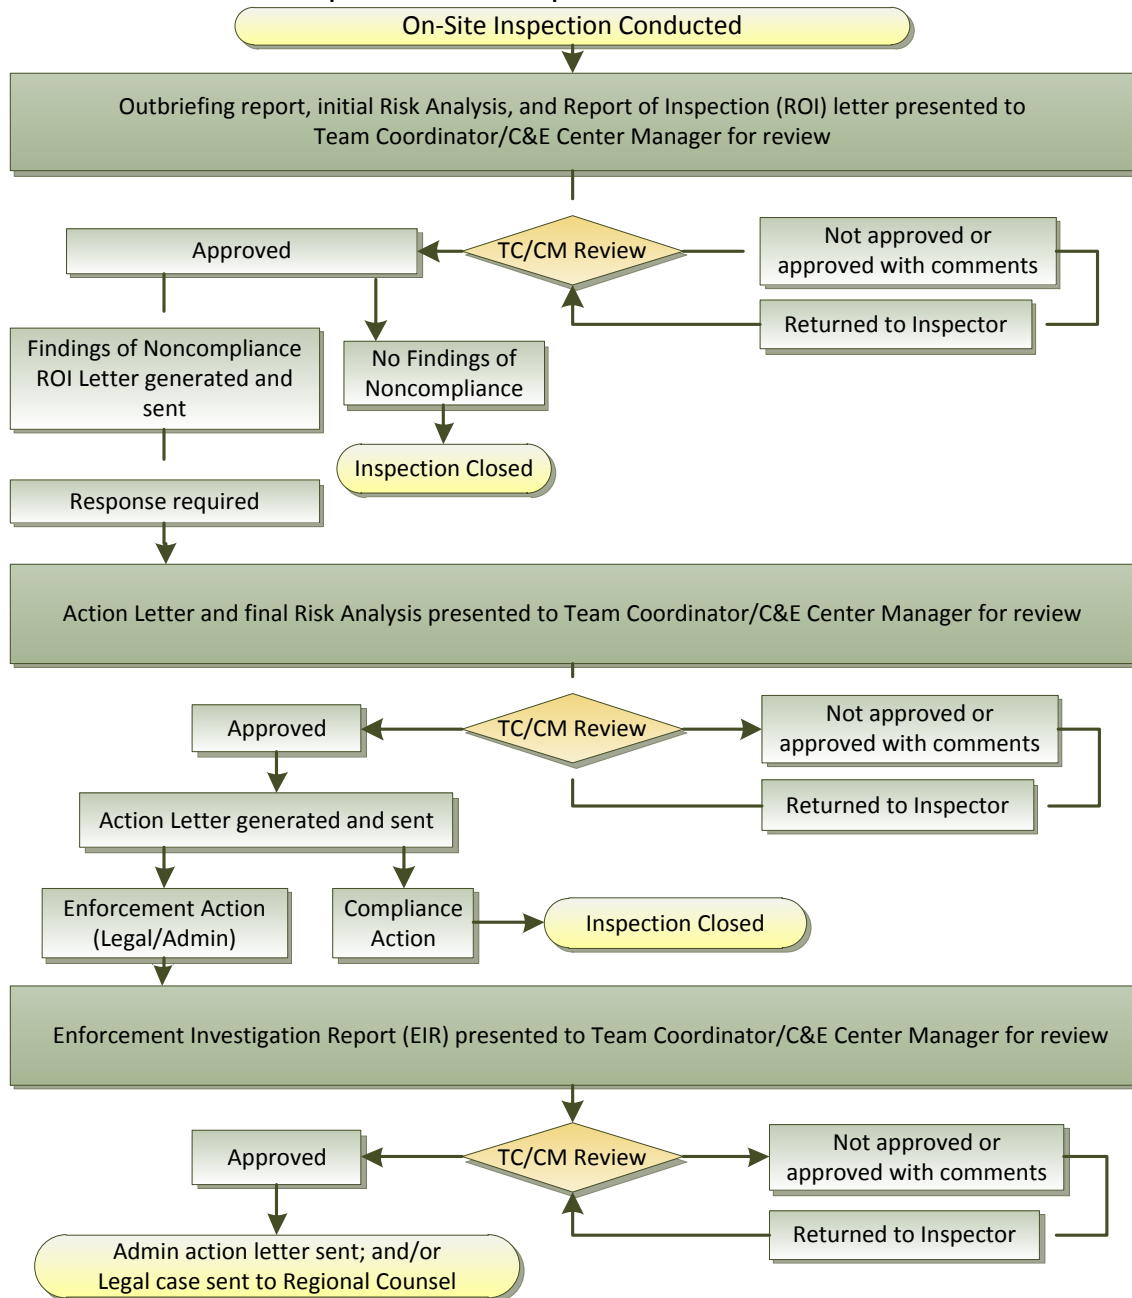 On-Site Inspection Conducted
Outbriefing report, initial Risk Analysis, and Report of Inspection (ROI) letter presented to
Team Coordinator/C&E Center Manager for review
Approved
TC/CM Review
Not approved or
approved with comments
Returned to Inspector
Findings of Noncompliance
ROI Letter generated and
sent
No Findings of
Noncompliance
Inspection Closed
Response required
Action Letter and final Risk Analysis presented to Team Coordinator/C&E Center Manager for review
Approved
TC/CM Review
Not approved or
approved with comments
Returned to Inspector
Action Letter generated and sent
Enforcement Action
(Legal/Admin)
Compliance
Action
Inspection Closed
Enforcement Investigation Report (EIR) presented to Team Coordinator/C&E Center Manager for review
Approved
TC/CM Review
Not approved or
approved with comments
Returned to Inspector
Admin action letter sent; and/or
Legal case sent to Regional Counsel